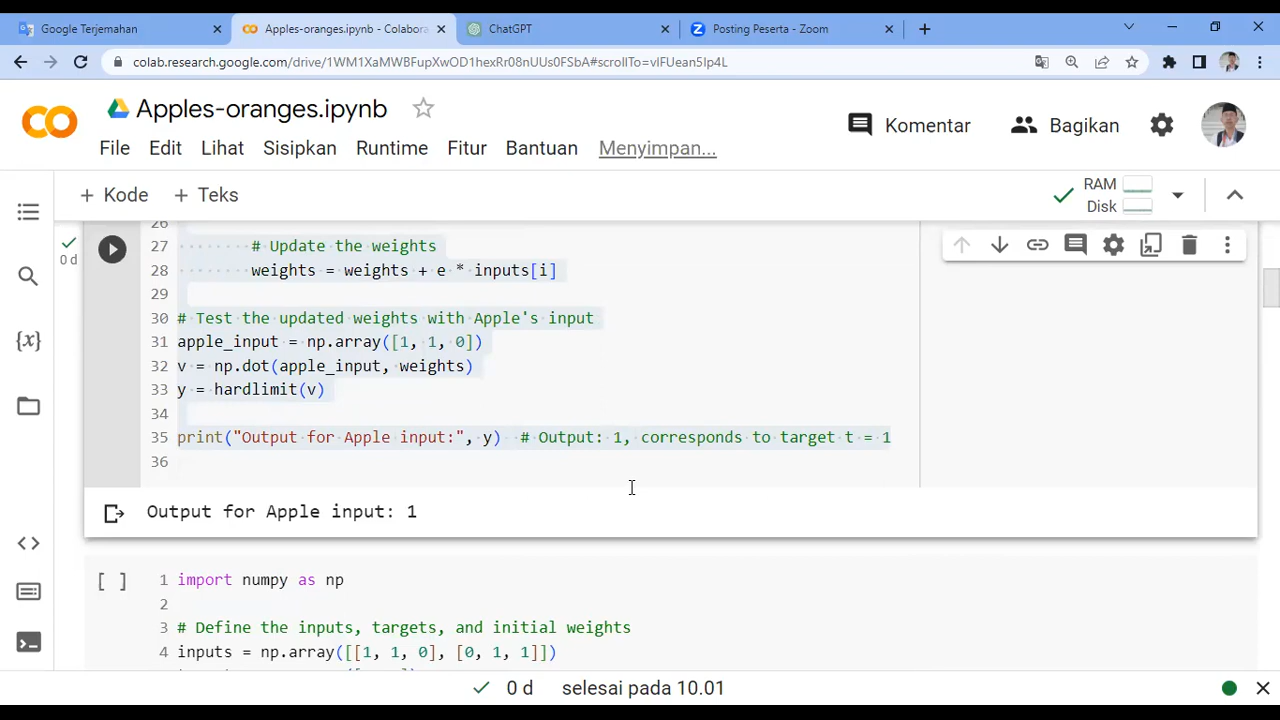 Google Terjemahan
Apples-oranges.ipynb - Colabora
ChatGPT
Posting Peserta - Zoom
colab.research.google.com/drive/1WM1XaMWBFupXwOD1hexRr08nUUs0FSbA#scrollTo=vIFUean5Ip4L
Apples-oranges.ipynb
Komentar
Bagikan
File Edit Lihat Sisipkan Runtime Fitur Bantuan Menyimpan...
+ Kode + Teks
RAM
Disk
0 d
26
27 # Update the weights
28 weights = weights + e * inputs[i]
29
30 # Test the updated weights with Apple's input
31 apple_input = np.array([1, 1, 0])
32 v = np.dot(apple_input, weights)
33 y = hardlimit(v)
34
35 print("Output for Apple input:", y) # Output: 1, corresponds to target t = 1
36
Output for Apple input: 1
[ ]
1 import numpy as np
2
3 # Define the inputs, targets, and initial weights
4 inputs = np.array([[1, 1, 0], [0, 1, 1]])
0 d selesai pada 10.01